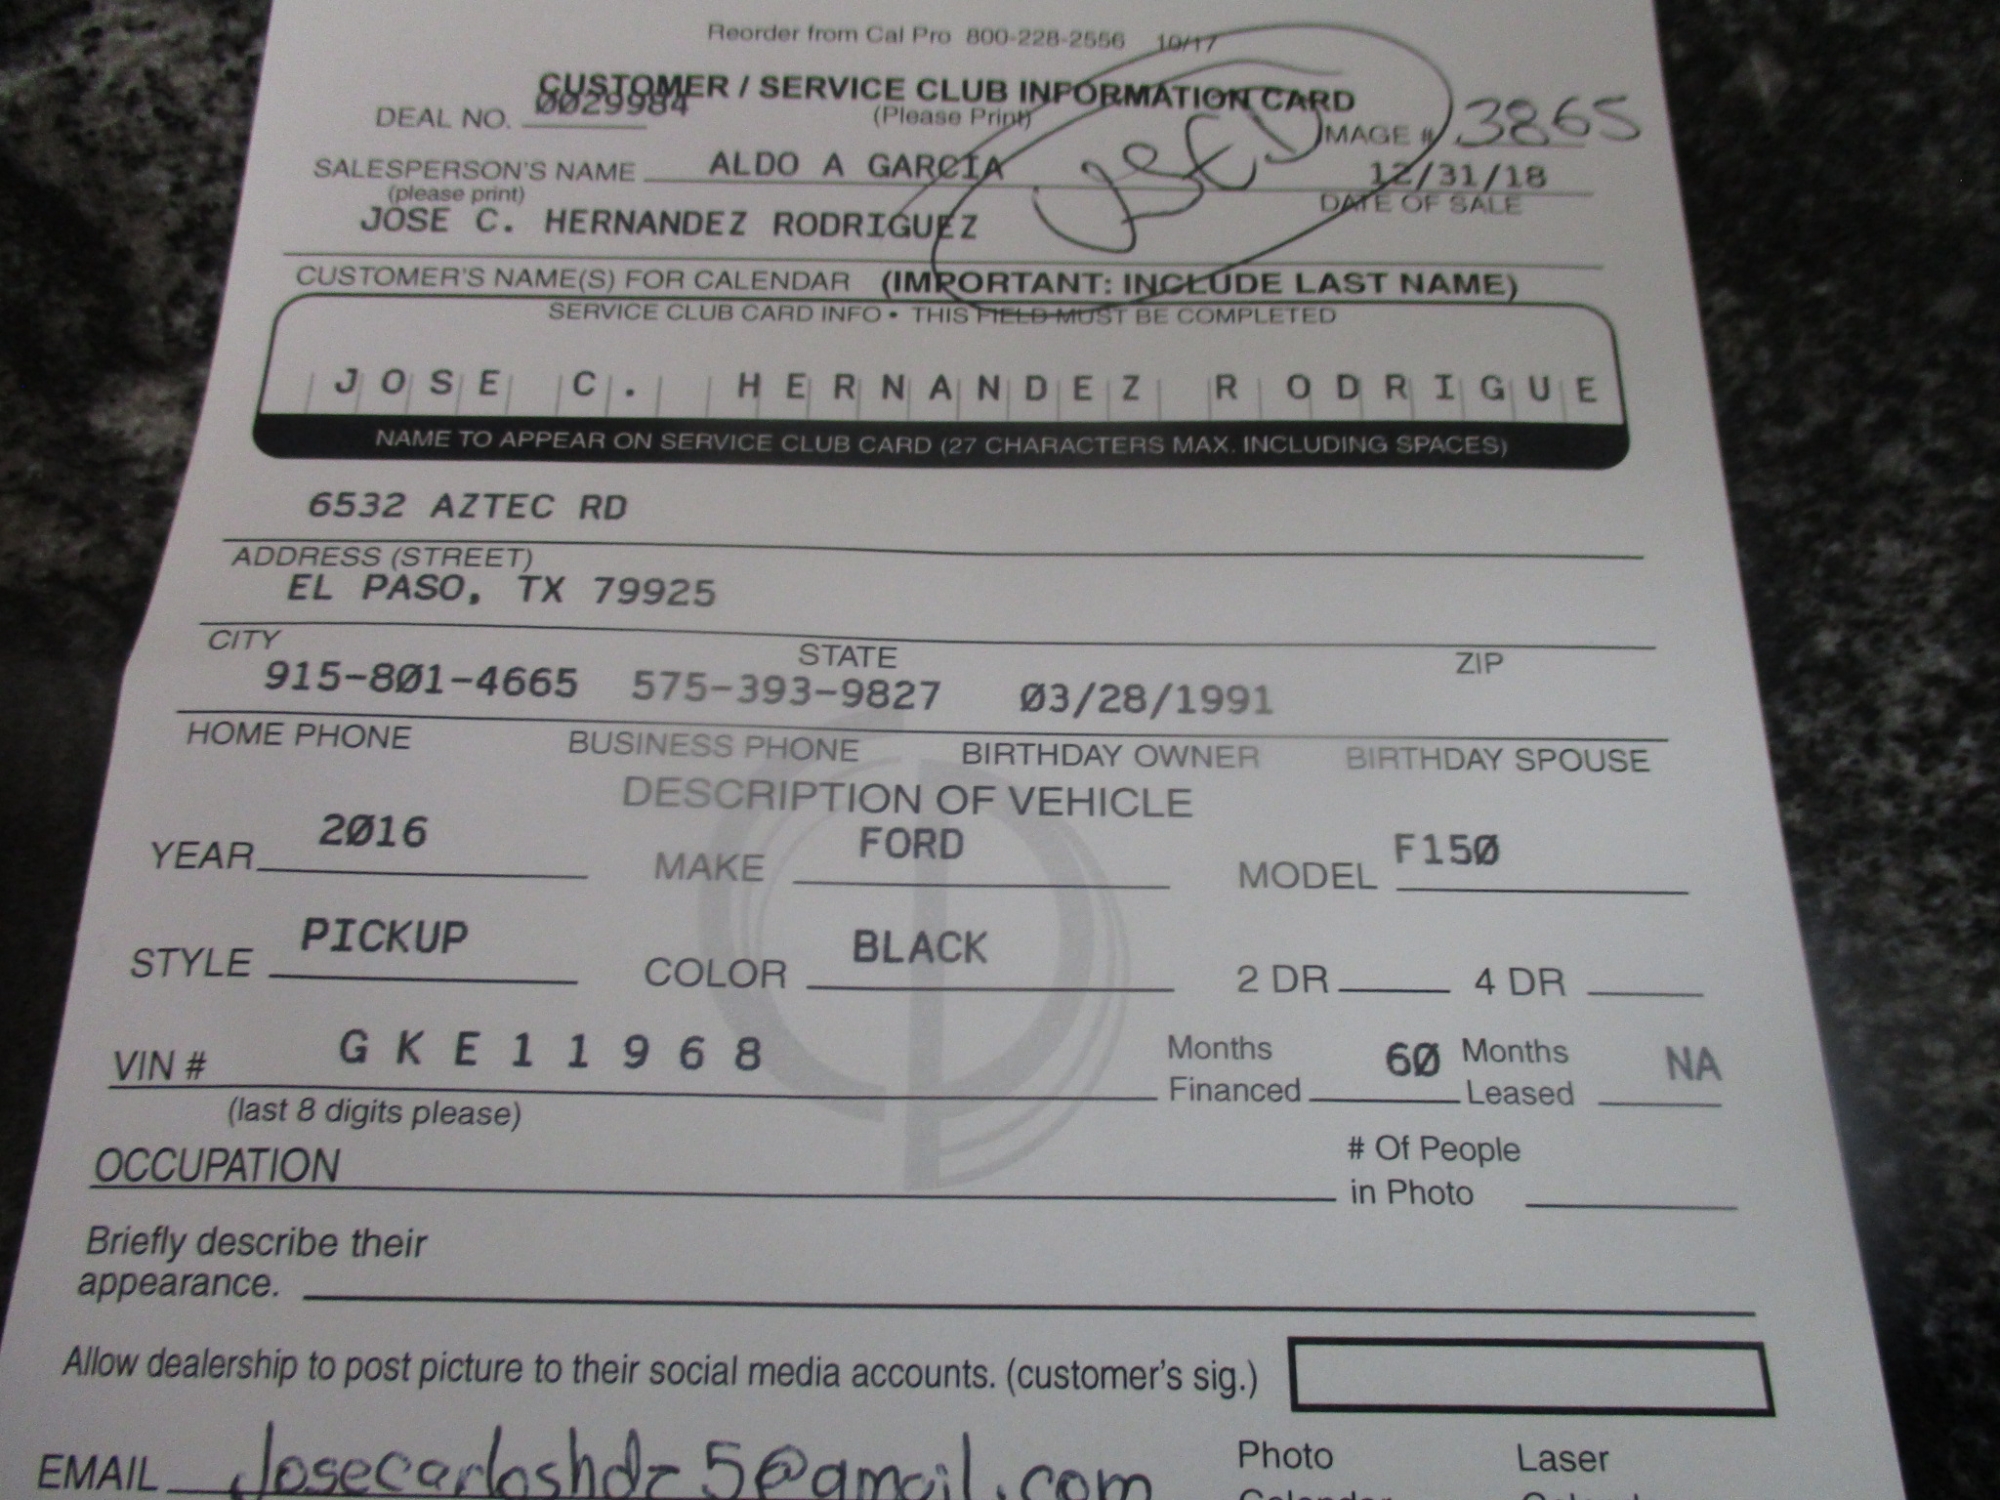 Reorder from Cal Pro 800-228-2556 10/17
CUSTOMER / SERVICE CLUB INFORMATION CARD
DEAL NO. 0029984 (Please Print) IMAGE # 3865
SALESPERSON'S NAME ALDO A GARCIA 12/31/18
(please print) DATE OF SALE
JOSE C. HERNANDEZ RODRIGUEZ
USED
CUSTOMER'S NAME(S) FOR CALENDAR (IMPORTANT: INCLUDE LAST NAME)
SERVICE CLUB CARD INFO • THIS FIELD MUST BE COMPLETED
JOSE C. HERNANDEZ RODRIGUE
NAME TO APPEAR ON SERVICE CLUB CARD (27 CHARACTERS MAX. INCLUDING SPACES)
6532 AZTEC RD
ADDRESS (STREET)
EL PASO, TX 79925
CITY STATE ZIP
915-801-4665 575-393-9827 03/28/1991
HOME PHONE BUSINESS PHONE BIRTHDAY OWNER BIRTHDAY SPOUSE
DESCRIPTION OF VEHICLE
YEAR 2016 MAKE FORD MODEL F150
STYLE PICKUP COLOR BLACK 2 DR 4 DR
VIN # GKE11968 Months Financed 60 Months Leased NA
(last 8 digits please)
OCCUPATION # Of People in Photo
Briefly describe their
appearance.
Allow dealership to post picture to their social media accounts. (customer's sig.)
EMAIL Josecarloshdz5@gmail.com Photo Laser